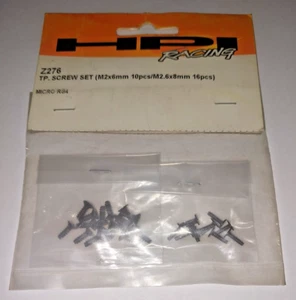 HPI
RACING
Z276
TP. SCREW SET (M2x6mm 10pcs/M2.6x8mm 16pcs)
MICRO RS4